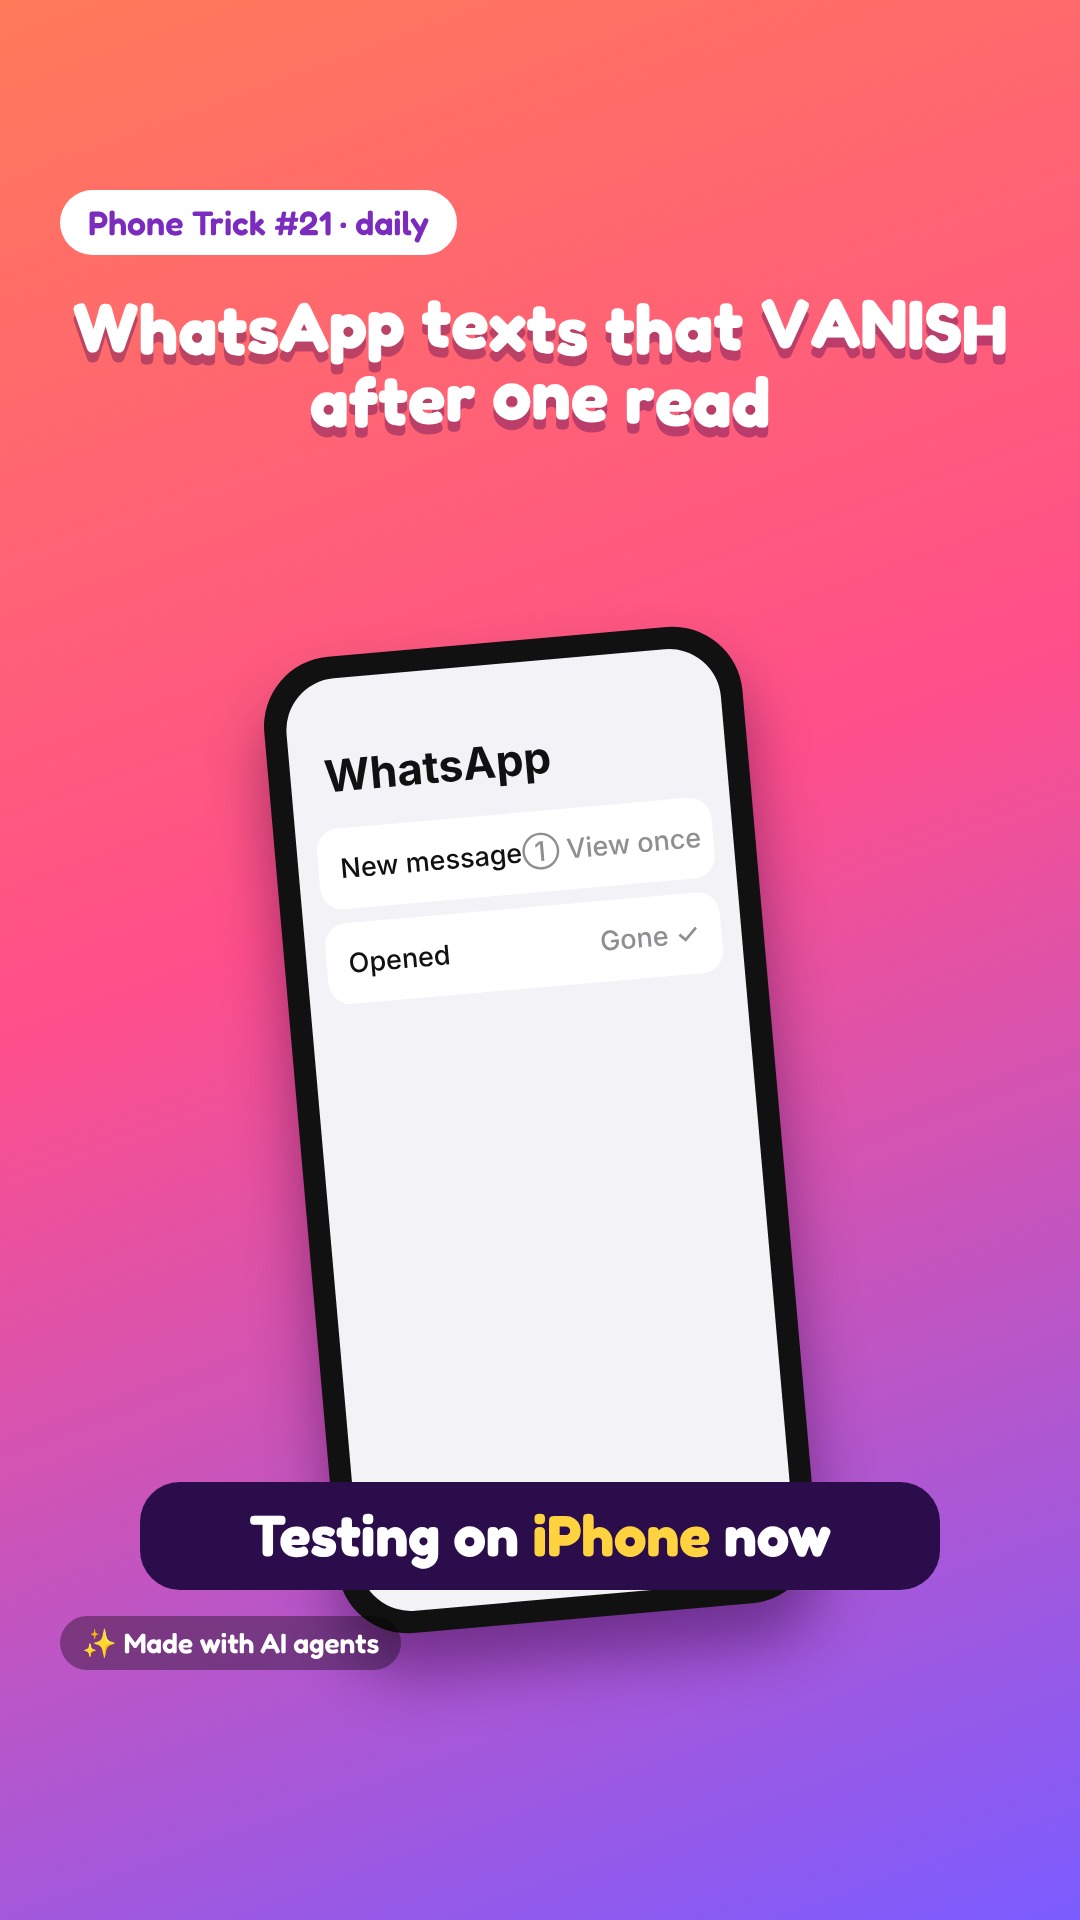 Phone Trick #21 · daily
WhatsApp texts that VANISH
after one read
WhatsApp
New message ① View once
Opened Gone ✓
Testing on iPhone now
✨ Made with AI agents